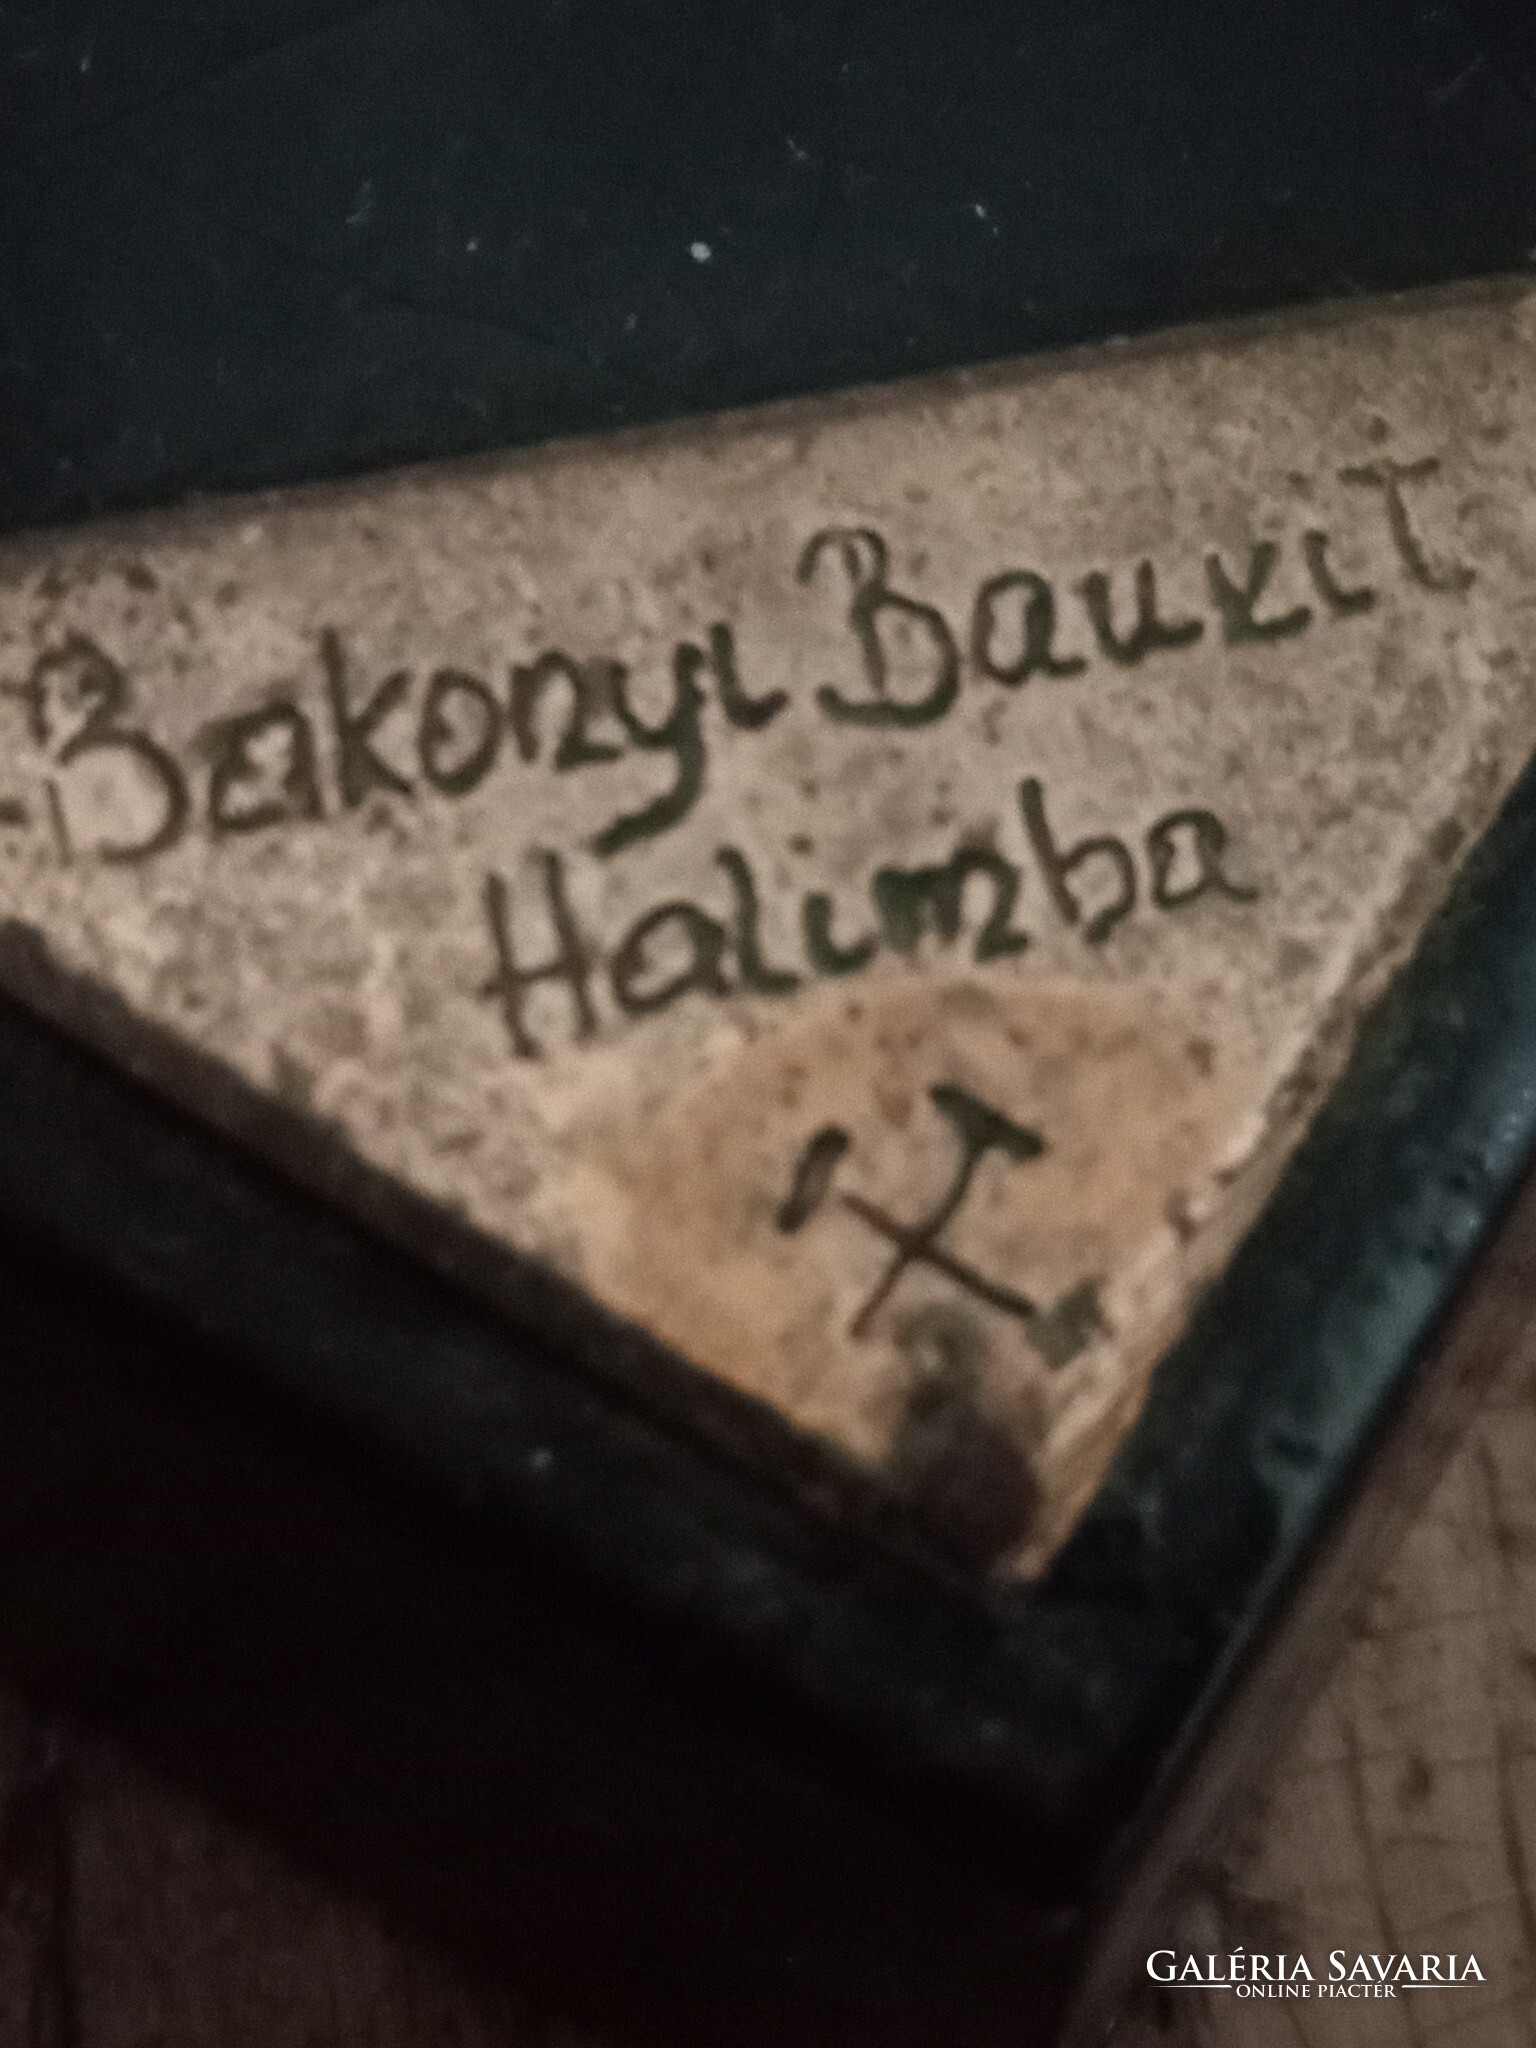 Bakonyi Bauxit
Halimba
GALÉRIA SAVARIA
ONLINE PIACTÉR